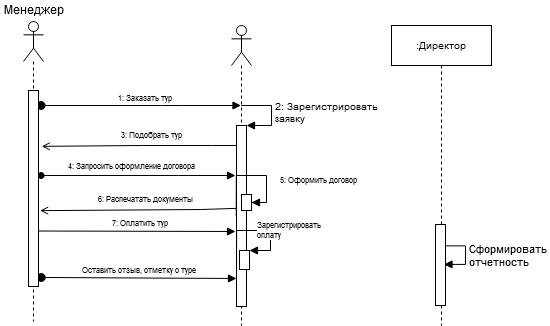 Менеджер
:Директор
1: Заказать тур
2: Зарегистрировать
заявку
3: Подобрать тур
4: Запросить оформление договора
5: Оформить договор
6: Распечатать документы
7: Оплатить тур
Зарегистрировать
оплату
Сформировать
отчетность
Оставить отзыв, отметку о туре